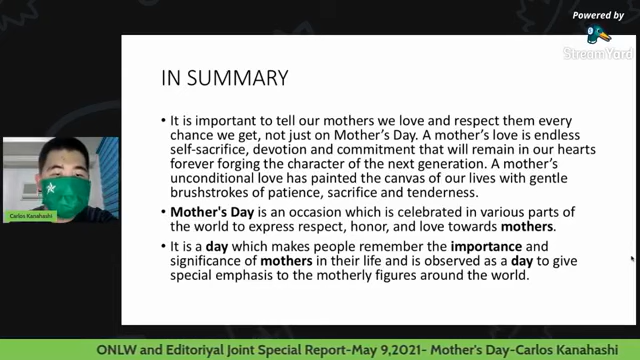 Powered by
StreamYard
IN SUMMARY
• It is important to tell our mothers we love and respect them every
chance we get, not just on Mother's Day. A mother's love is endless
self-sacrifice, devotion and commitment that will remain in our hearts
forever forging the character of the next generation. A mother's
unconditional love has painted the canvas of our lives with gentle
brushstrokes of patience, sacrifice and tenderness.
• Mother's Day is an occasion which is celebrated in various parts of
the world to express respect, honor, and love towards mothers.
• It is a day which makes people remember the importance and
significance of mothers in their life and is observed as a day to give
special emphasis to the motherly figures around the world.
Carlos Kanahashi
ONLW and Editoriyal Joint Special Report-May 9,2021- Mother's Day-Carlos Kanahashi